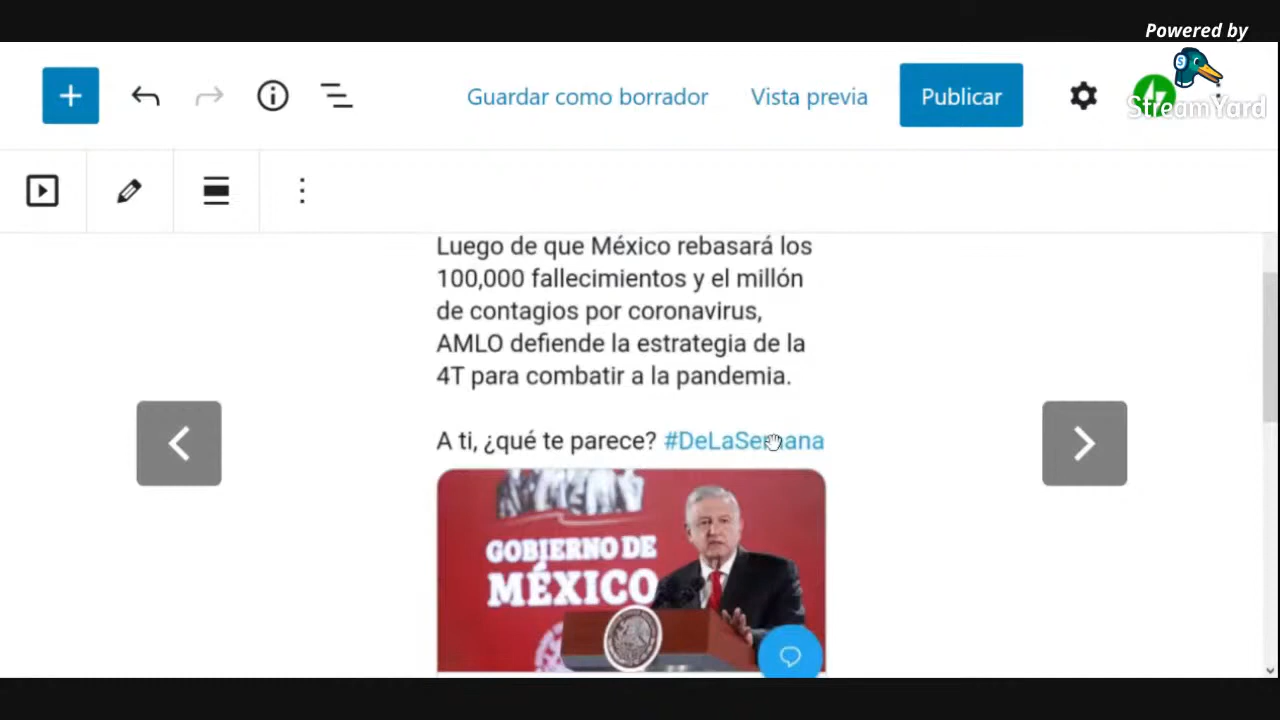 Powered by
StreamYard
Guardar como borrador
Vista previa
Publicar
Luego de que México rebasará los
100,000 fallecimientos y el millón
de contagios por coronavirus,
AMLO defiende la estrategia de la
4T para combatir a la pandemia.
A ti, ¿qué te parece? #DeLaSemana
GOBIERNO DE
MÉXICO